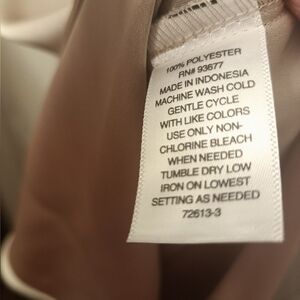 100% POLYESTER
RN# 93677
MADE IN INDONESIA
MACHINE WASH COLD
GENTLE CYCLE
WITH LIKE COLORS
USE ONLY NON-
CHLORINE BLEACH
WHEN NEEDED
TUMBLE DRY LOW
IRON ON LOWEST
SETTING AS NEEDED
72613-3